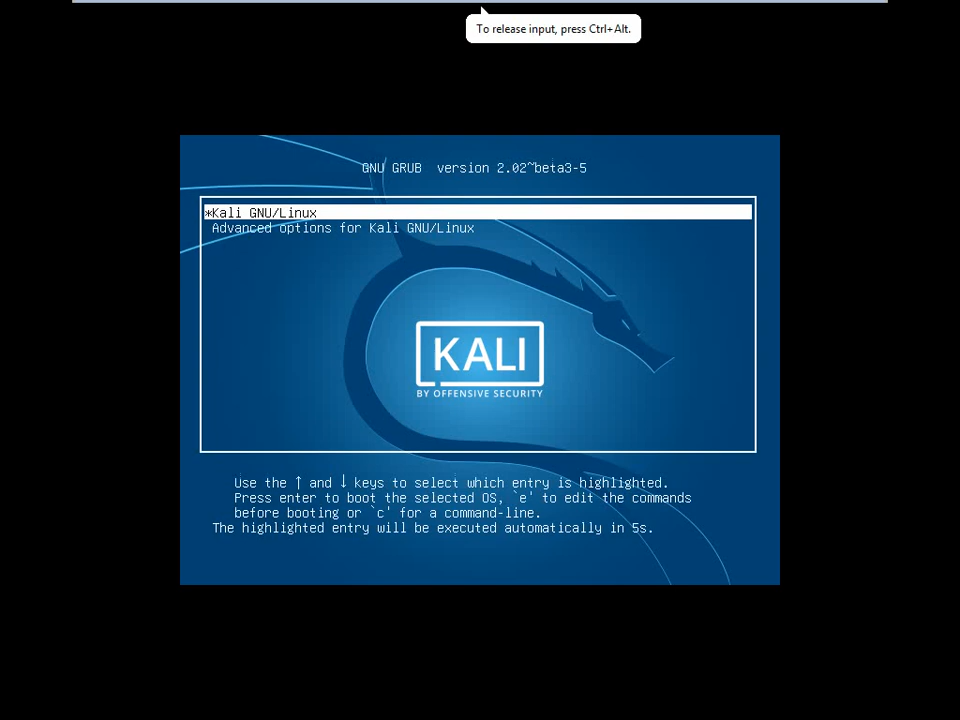 To release input, press Ctrl+Alt.
GNU GRUB version 2.02~beta3-5
*Kali GNU/Linux
Advanced options for Kali GNU/Linux
KALI
BY OFFENSIVE SECURITY
Use the ↑ and ↓ keys to select which entry is highlighted.
Press enter to boot the selected OS, `e' to edit the commands
before booting or `c' for a command-line.
The highlighted entry will be executed automatically in 5s.